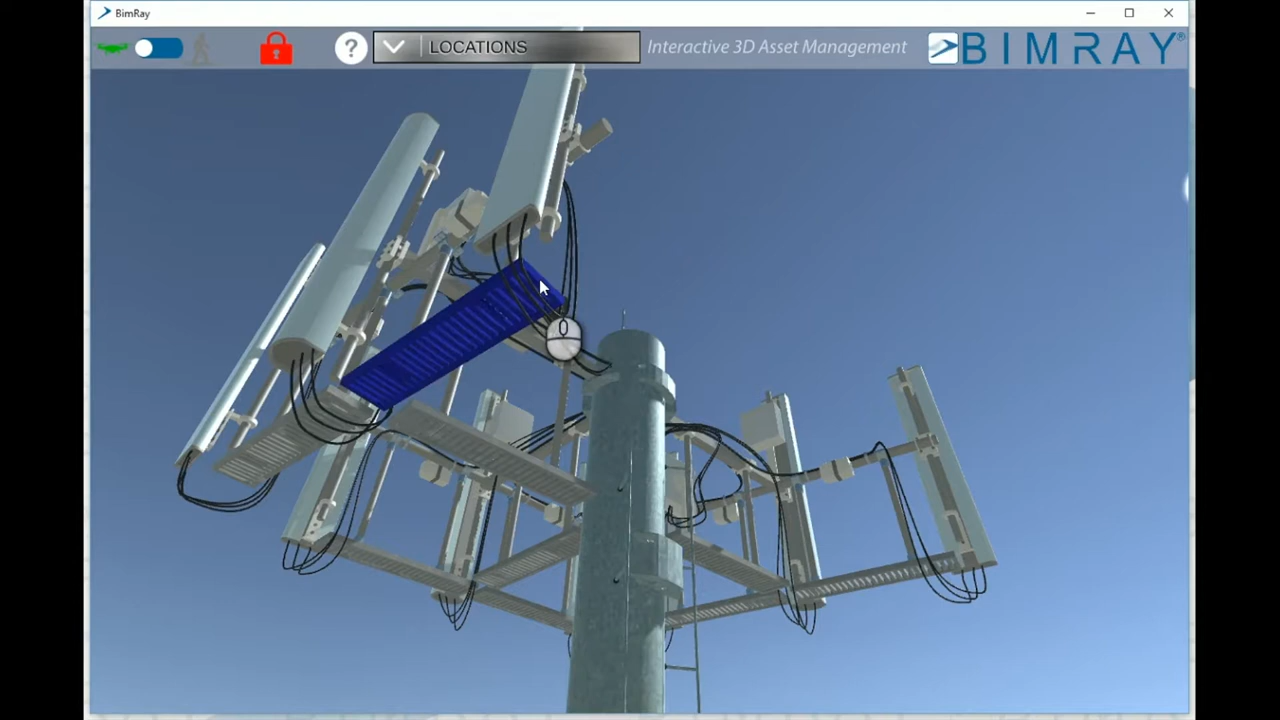 BimRay
?
LOCATIONS
Interactive 3D Asset Management
BIMRAY®